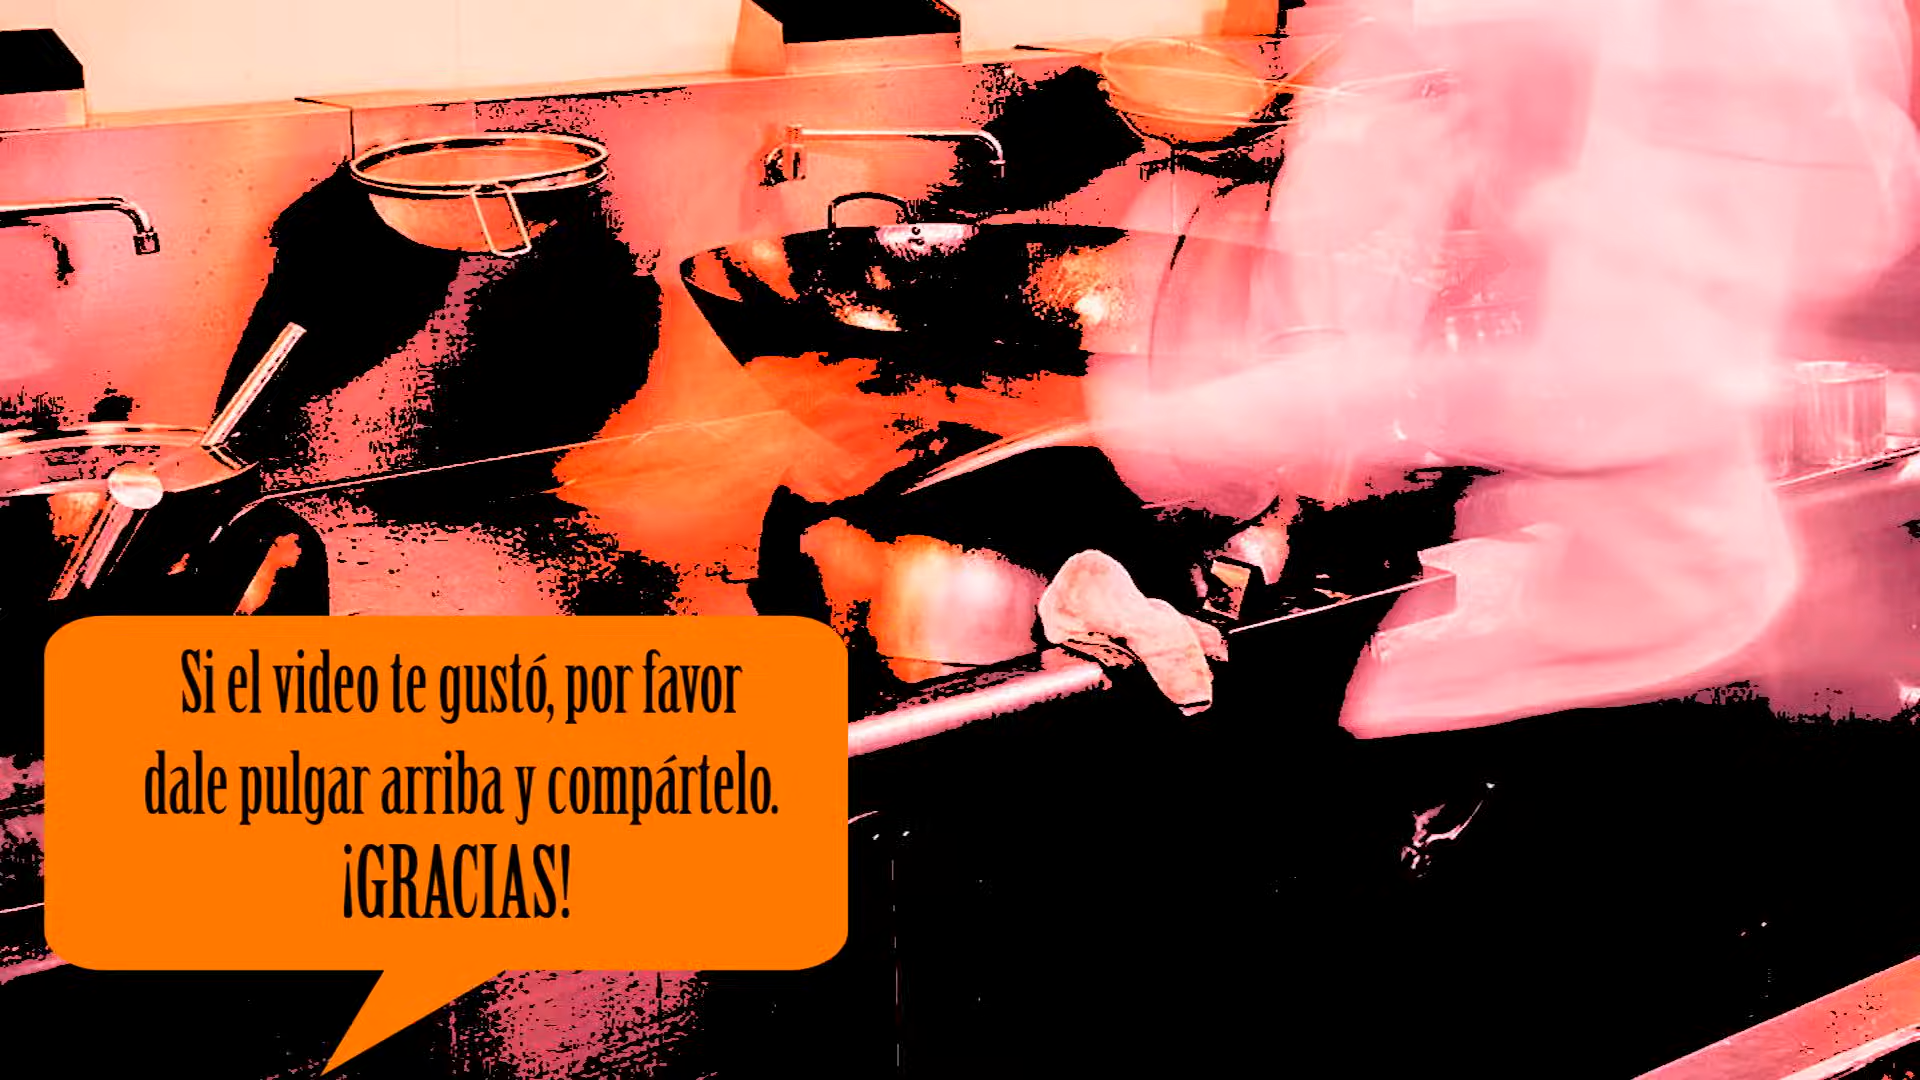 Si el video te gustó, por favor
dale pulgar arriba y compártelo.
¡GRACIAS!